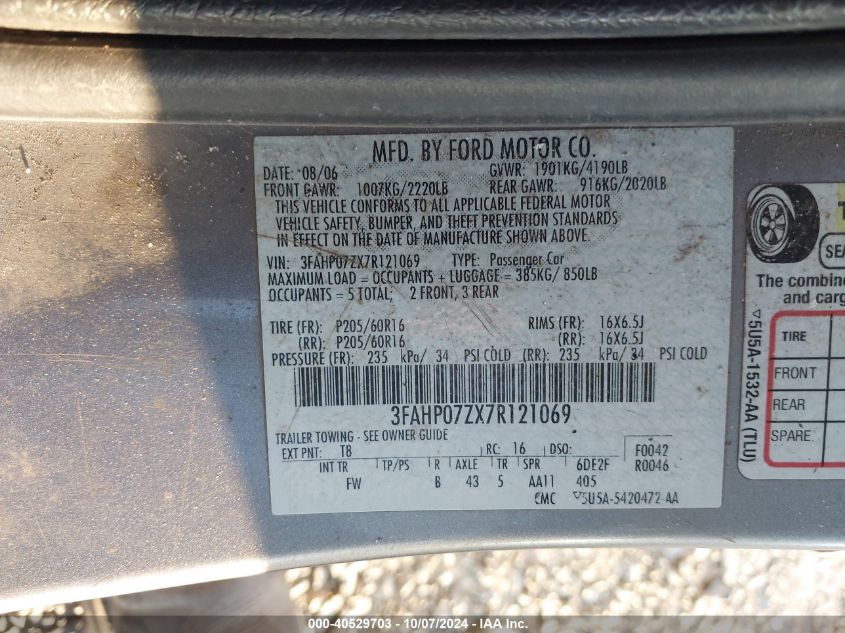 MFD. BY FORD MOTOR CO.
DATE: 08/06 GVWR: 1901KG/4190LB
FRONT GAWR: 1007KG/2220LB REAR GAWR: 916KG/2020LB
THIS VEHICLE CONFORMS TO ALL APPLICABLE FEDERAL MOTOR
VEHICLE SAFETY, BUMPER, AND THEFT PREVENTION STANDARDS
IN EFFECT ON THE DATE OF MANUFACTURE SHOWN ABOVE.
VIN: 3FAHP07ZX7R121069 TYPE: Passenger Car
MAXIMUM LOAD = OCCUPANTS + LUGGAGE = 385KG/ 850LB
OCCUPANTS = 5 TOTAL; 2 FRONT, 3 REAR
TIRE (FR): P205/60R16 RIMS (FR): 16X6.5J
(RR): P205/60R16 (RR): 16X6.5J
PRESSURE (FR): 235 kPa/ 34 PSI COLD (RR): 235 kPa/ 34 PSI COLD
3FAHP07ZX7R121069
TRAILER TOWING - SEE OWNER GUIDE
EXT PNT: T8 RC: 16 DSO: F0042
INT TR TP/PS R AXLE TR SPR 6DE2F R0046
FW B 43 5 AA11 405
CMC ▽5U5A-5420472-AA
▽5U5A-1532-AA (TLU)
The combine
and carg
TIRE
FRONT
REAR
SPARE
000-40529703 - 10/07/2024 - IAA Inc.